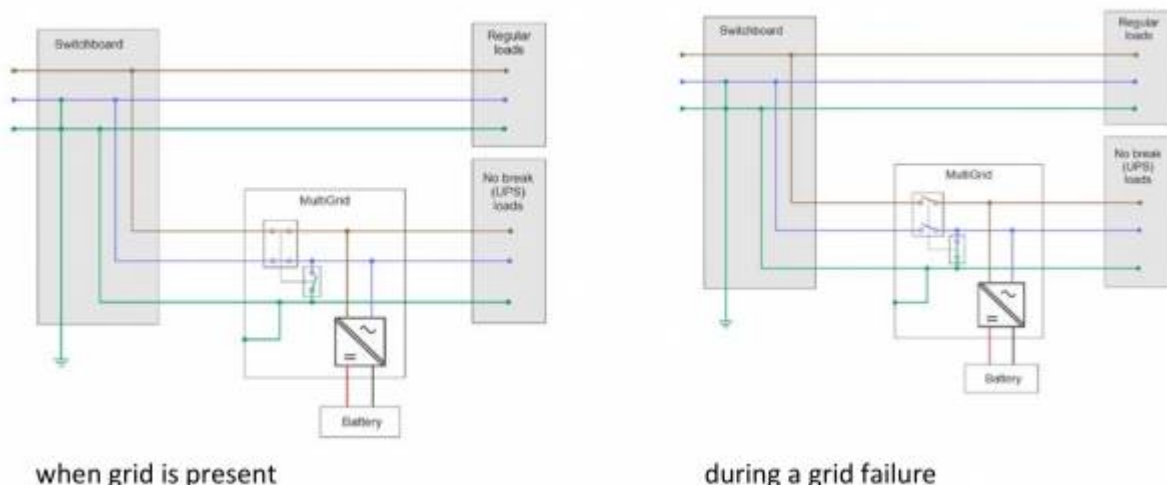 Switchboard
Regular
loads
No break
(UPS)
loads
MultiGrid
Battery
when grid is present
Switchboard
Regular
loads
No break
(UPS)
loads
MultiGrid
Battery
during a grid failure